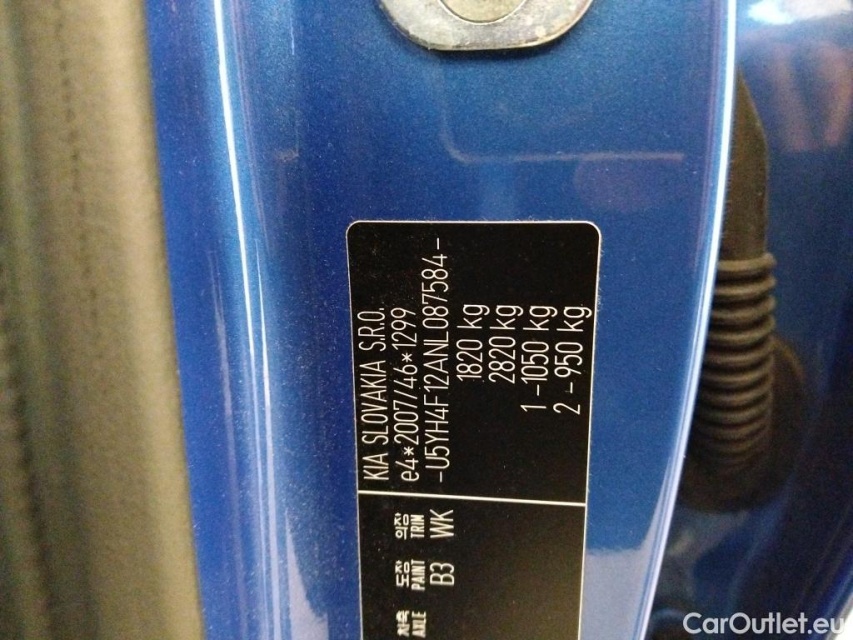 KIA SLOVAKIA S.R.O.
e4*2007/46*1299
-U5YH4F12ANL087584-
1820 kg
2820 kg
1-1050 kg
2-950 kg
외장 TRIM WK
도장 PAINT B3
차축 AXLE
CarOutlet.eu